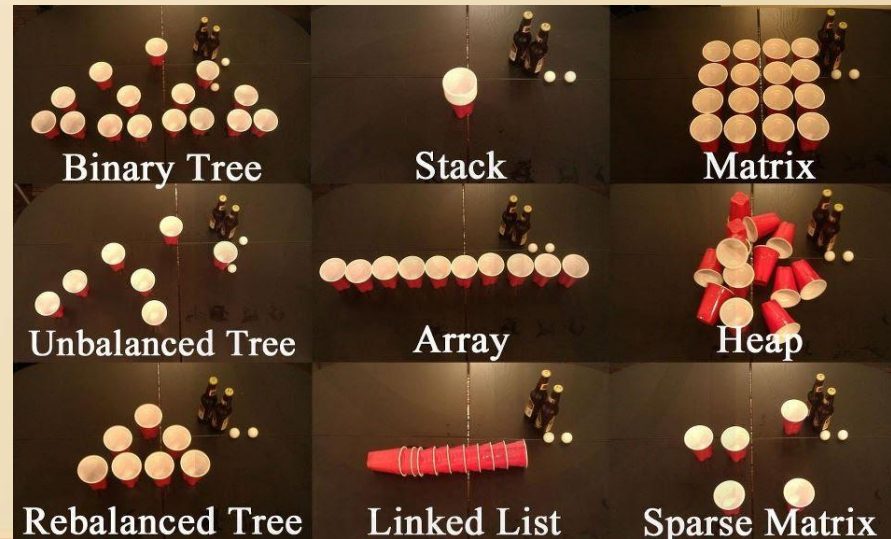 Binary Tree
Stack
Matrix
Unbalanced Tree
Array
Heap
Rebalanced Tree
Linked List
Sparse Matrix